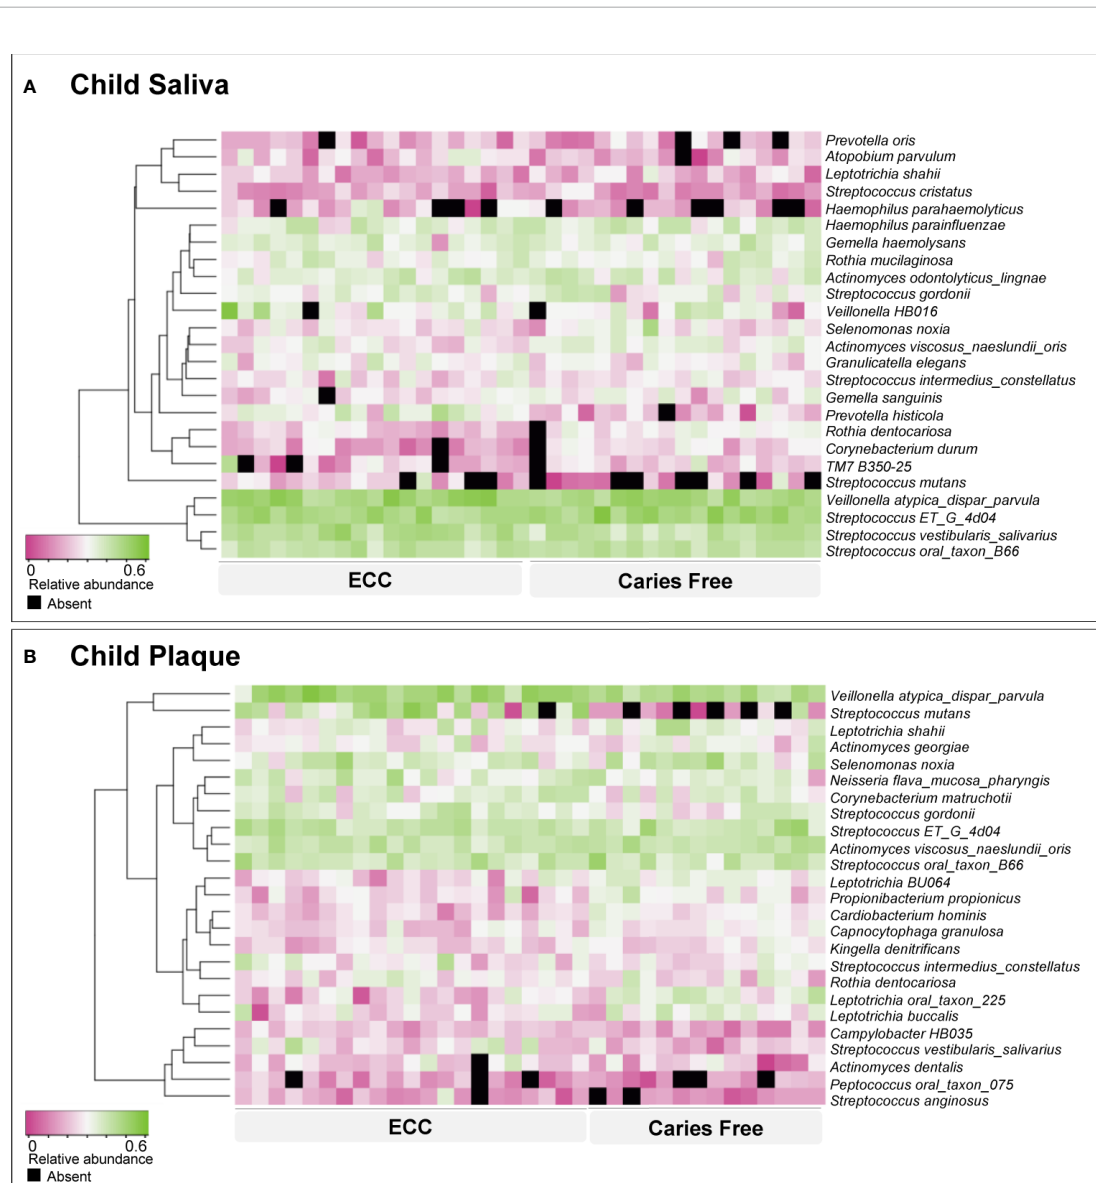 A Child Saliva
Prevotella oris
Atopobium parvulum
Leptotrichia shahii
Streptococcus cristatus
Haemophilus parahaemolyticus
Haemophilus parainfluenzae
Gemella haemolysans
Rothia mucilaginosa
Actinomyces odontolyticus_lingnae
Streptococcus gordonii
Veillonella HB016
Selenomonas noxia
Actinomyces viscosus_naeslundii_oris
Granulicatella elegans
Streptococcus intermedius_constellatus
Gemella sanguinis
Prevotella histicola
Rothia dentocariosa
Corynebacterium durum
TM7 B350-25
Streptococcus mutans
Veillonella atypica_dispar_parvula
Streptococcus ET_G_4d04
Streptococcus vestibularis_salivarius
Streptococcus oral_taxon_B66
0 0.6
Relative abundance
Absent
ECC Caries Free
B Child Plaque
Veillonella atypica_dispar_parvula
Streptococcus mutans
Leptotrichia shahii
Actinomyces georgiae
Selenomonas noxia
Neisseria flava_mucosa_pharyngis
Corynebacterium matruchotii
Streptococcus gordonii
Streptococcus ET_G_4d04
Actinomyces viscosus_naeslundii_oris
Streptococcus oral_taxon_B66
Leptotrichia BU064
Propionibacterium propionicus
Cardiobacterium hominis
Capnocytophaga granulosa
Kingella denitrificans
Streptococcus intermedius_constellatus
Rothia dentocariosa
Leptotrichia oral_taxon_225
Leptotrichia buccalis
Campylobacter HB035
Streptococcus vestibularis_salivarius
Actinomyces dentalis
Peptococcus oral_taxon_075
Streptococcus anginosus
ECC Caries Free
0 0.6
Relative abundance
Absent